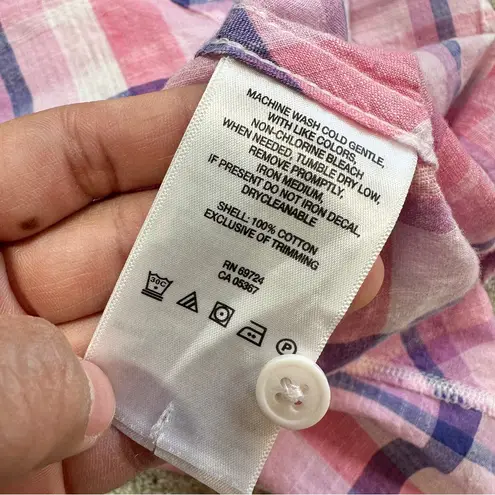 MACHINE WASH COLD GENTLE,
WITH LIKE COLORS,
NON-CHLORINE BLEACH
WHEN NEEDED, TUMBLE DRY LOW,
REMOVE PROMPTLY,
IRON MEDIUM,
IF PRESENT DO NOT IRON DECAL,
DRYCLEANABLE
SHELL: 100% COTTON
EXCLUSIVE OF TRIMMING
RN 69724
CA 05367
30C P